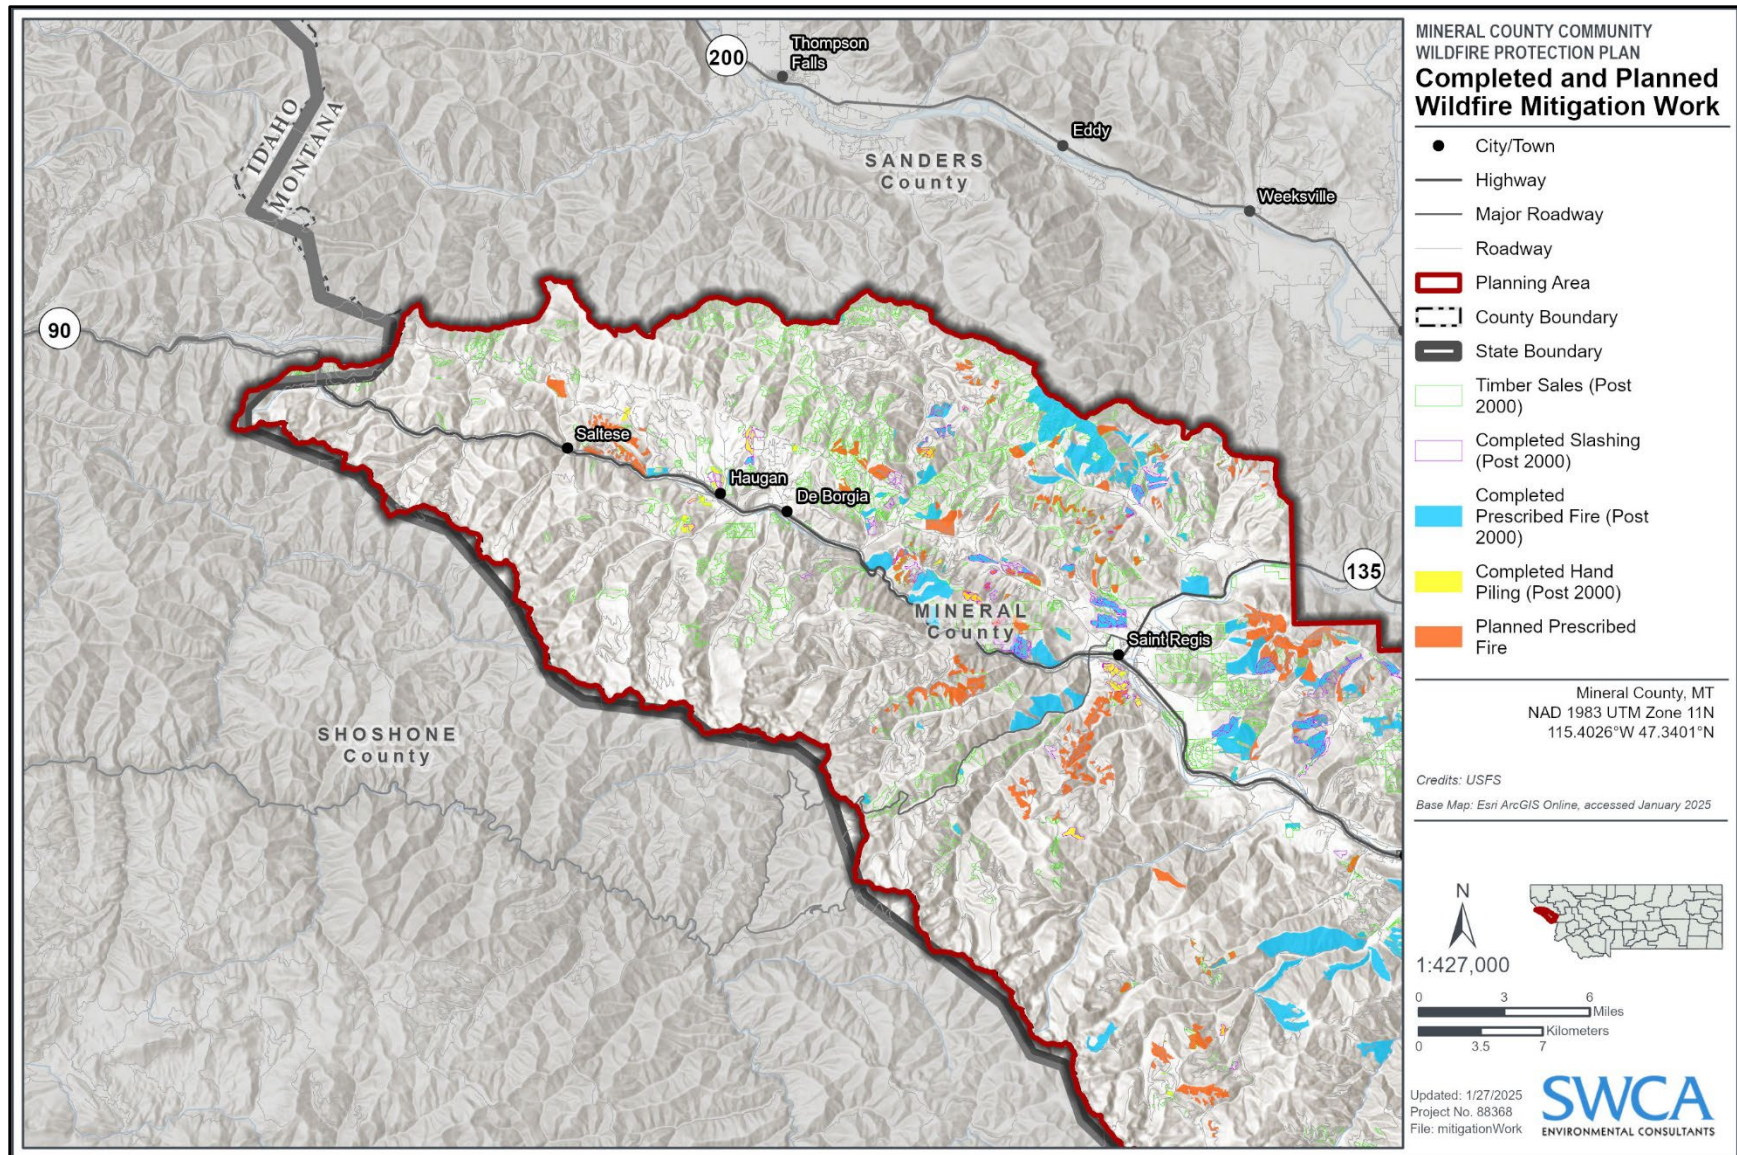 200
Thompson
Falls
IDAHO
MONTANA
Eddy
SANDERS
County
Weeksville
90
Saltese
Haugan
De Borgia
135
MINERAL
County
Saint Regis
SHOSHONE
County
MINERAL COUNTY COMMUNITY
WILDFIRE PROTECTION PLAN
Completed and Planned
Wildfire Mitigation Work
City/Town
Highway
Major Roadway
Roadway
Planning Area
County Boundary
State Boundary
Timber Sales (Post
2000)
Completed Slashing
(Post 2000)
Completed
Prescribed Fire (Post
2000)
Completed Hand
Piling (Post 2000)
Planned Prescribed
Fire
Mineral County, MT
NAD 1983 UTM Zone 11N
115.4026°W 47.3401°N
Credits: USFS
Base Map: Esri ArcGIS Online, accessed January 2025
N
1:427,000
0 3 6
Miles
Kilometers
0 3.5 7
Updated: 1/27/2025
Project No. 88368
File: mitigationWork
SWCA
ENVIRONMENTAL CONSULTANTS